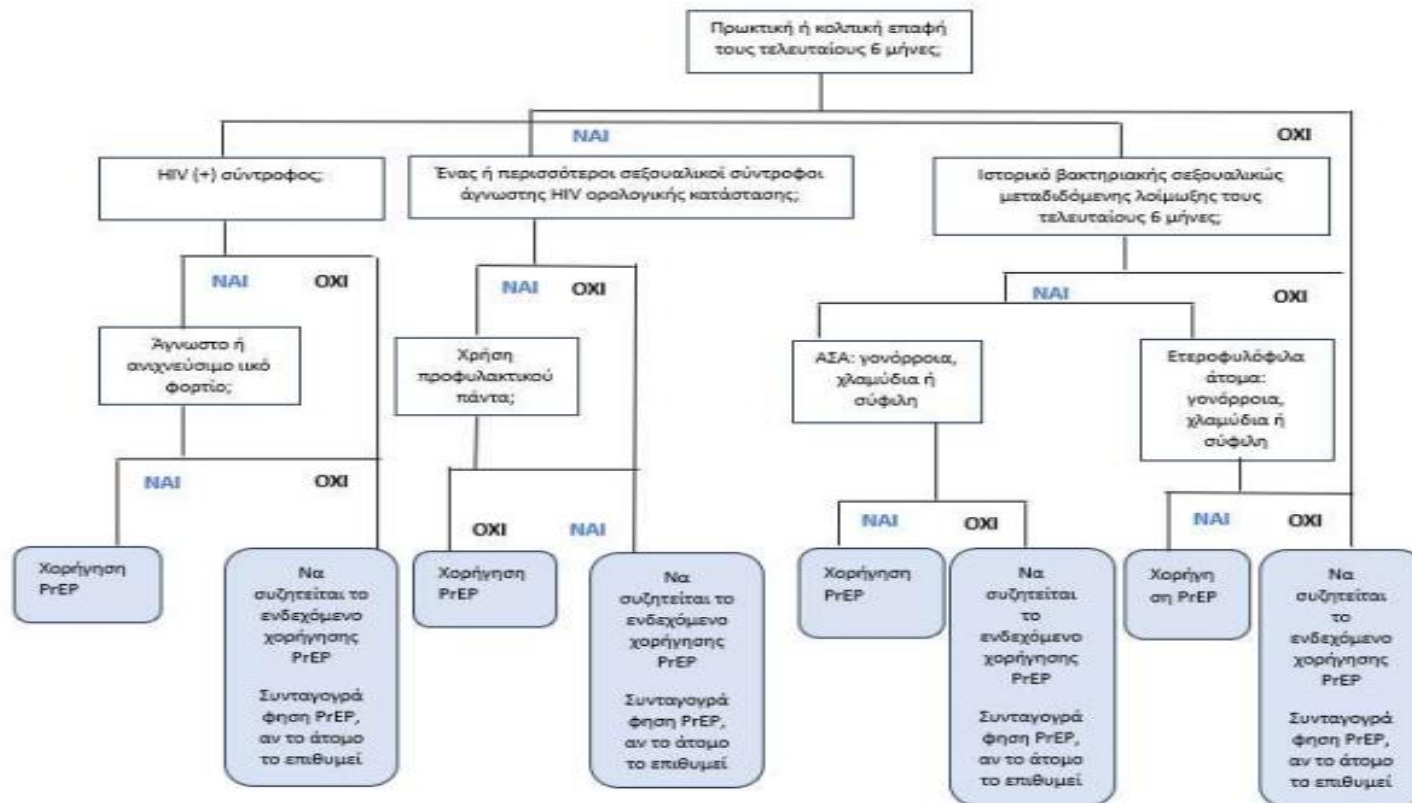 Πρωκτική ή κολπική επαφή
τους τελευταίους 6 μήνες;
ΝΑΙ
ΟΧΙ
HIV (+) σύντροφος;
Ένας ή περισσότεροι σεξουαλικοί σύντροφοι
άγνωστης HIV ορολογικής κατάστασης;
Ιστορικό βακτηριακής σεξουαλικώς
μεταδιδόμενης λοίμωξης τους
τελευταίους 6 μήνες;
ΝΑΙ
ΟΧΙ
ΝΑΙ
ΟΧΙ
ΝΑΙ
ΟΧΙ
Άγνωστο ή
ανιχνεύσιμο ιικό
φορτίο;
Χρήση
προφυλακτικού
πάντα;
ΑΣΑ: γονόρροια,
χλαμύδια ή
σύφιλη
Ετεροφυλόφιλα
άτομα:
γονόρροια,
χλαμύδια ή
σύφιλη
ΝΑΙ
ΟΧΙ
ΟΧΙ
ΝΑΙ
ΝΑΙ
ΟΧΙ
ΝΑΙ
ΟΧΙ
Χορήγηση
PrEP
Να
συζητείται το
ενδεχόμενο
χορήγησης
PrEP
Συνταγογρά
φηση PrEP,
αν το άτομο
το επιθυμεί
Χορήγηση
PrEP
Να
συζητείται το
ενδεχόμενο
χορήγησης
PrEP
Συνταγογρά
φηση PrEP,
αν το άτομο
το επιθυμεί
Χορήγηση
PrEP
Να
συζητείται
το
ενδεχόμενο
χορήγησης
PrEP
Συνταγογρά
φηση PrEP,
αν το άτομο
το επιθυμεί
Χορήγη
ση PrEP
Να
συζητείται
το
ενδεχόμενο
χορήγησης
PrEP
Συνταγογρά
φηση PrEP,
αν το άτομο
το επιθυμεί